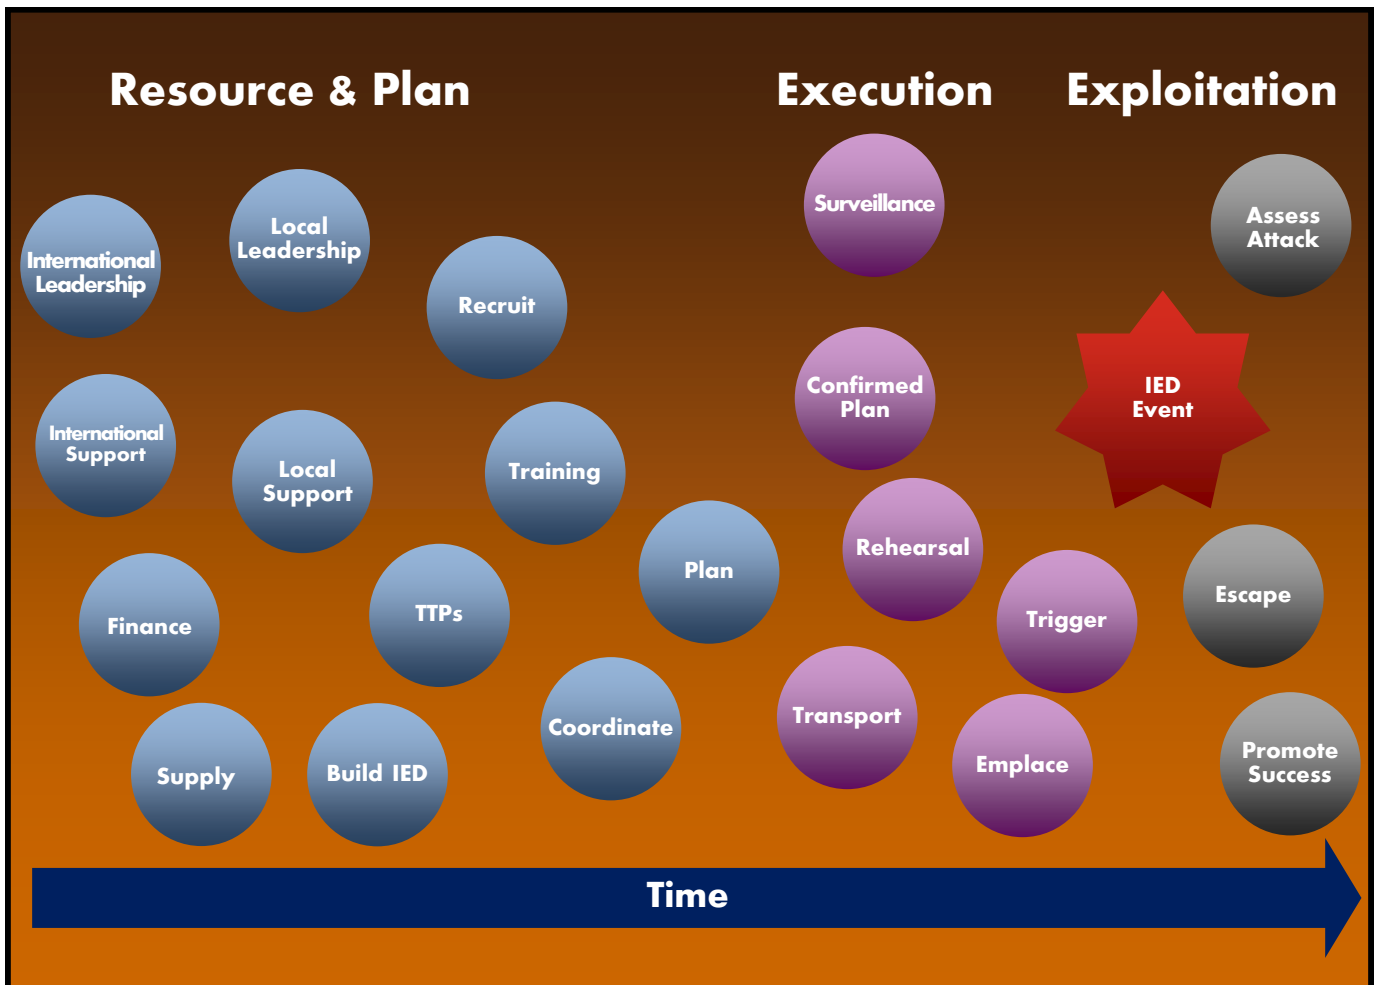 Resource & Plan
Execution
Exploitation
International
Leadership
Local
Leadership
Recruit
Surveillance
Assess
Attack
International
Support
Local
Support
Training
Confirmed
Plan
IED
Event
Finance
TTPs
Plan
Rehearsal
Trigger
Escape
Supply
Build IED
Coordinate
Transport
Emplace
Promote
Success
Time